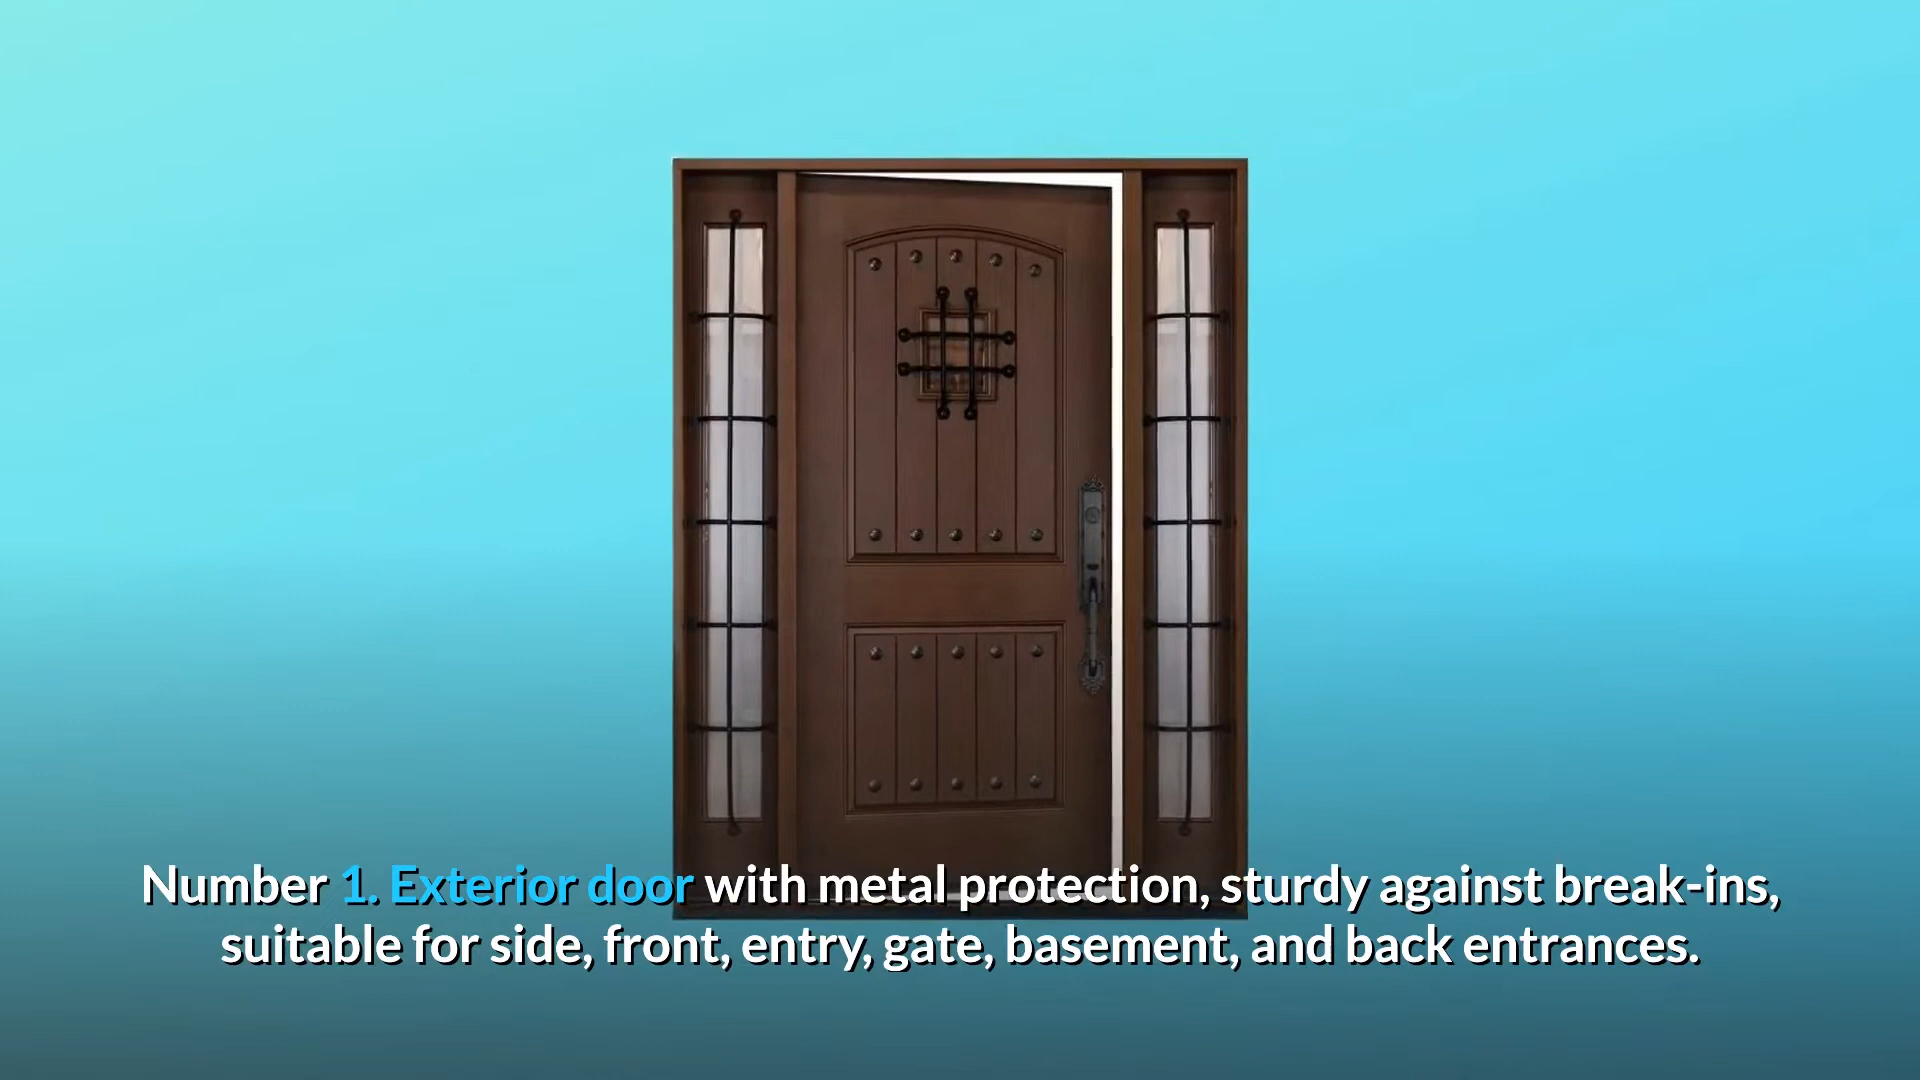 Number 1. Exterior door with metal protection, sturdy against break-ins,
suitable for side, front, entry, gate, basement, and back entrances.